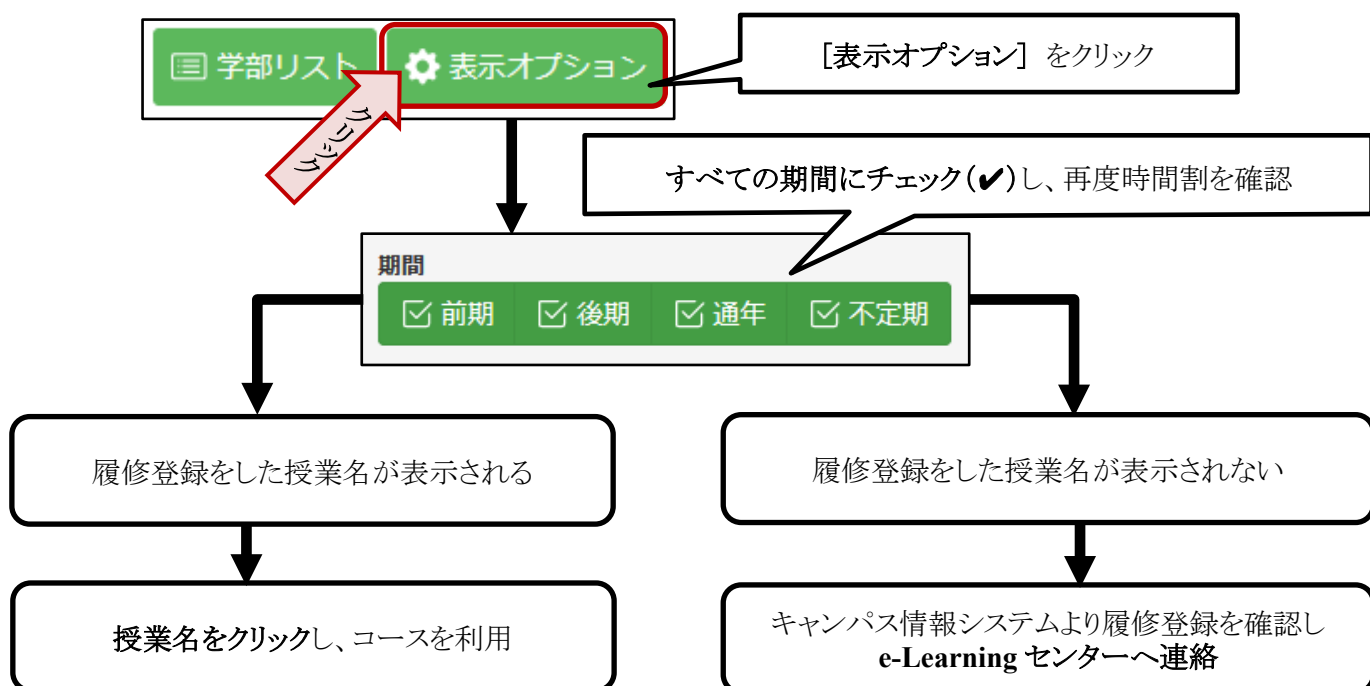 学部リスト
表示オプション
クリック
[表示オプション] をクリック
すべての期間にチェック(✔)し、再度時間割を確認
期間
前期
後期
通年
不定期
履修登録をした授業名が表示される
履修登録をした授業名が表示されない
授業名をクリックし、コースを利用
キャンパス情報システムより履修登録を確認し
e-Learning センターへ連絡